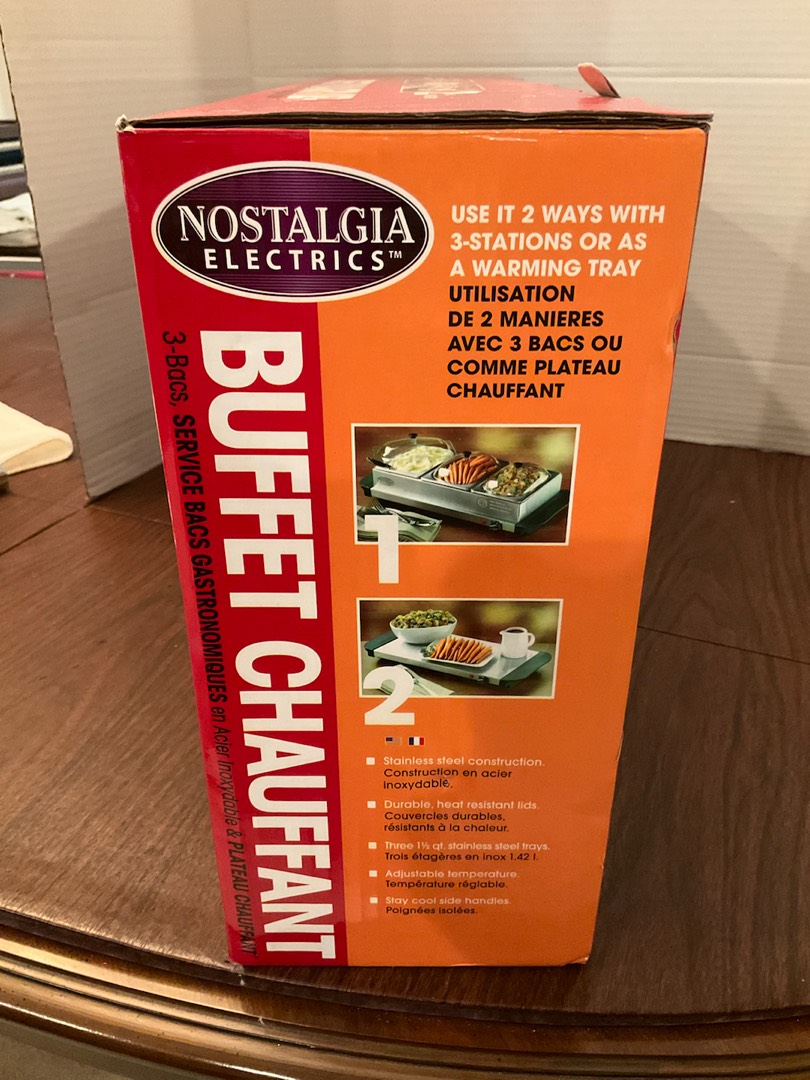 NOSTALGIA
ELECTRICS™
BUFFET CHAUFFANT
3-Bacs, SERVICE BACS GASTRONOMIQUES en Acier Inoxydable & PLATEAU CHAUFFANT
USE IT 2 WAYS WITH
3-STATIONS OR AS
A WARMING TRAY
UTILISATION
DE 2 MANIERES
AVEC 3 BACS OU
COMME PLATEAU
CHAUFFANT
1
2
Stainless steel construction.
Construction en acier
Inoxydable.
Durable, heat resistant lids.
Couvercles durables,
résistants à la chaleur.
Three 1½ qt. stainless steel trays.
Trois étagères en inox 1.42 l.
Adjustable temperature.
Température réglable.
Stay cool side handles.
Poignées isolées.